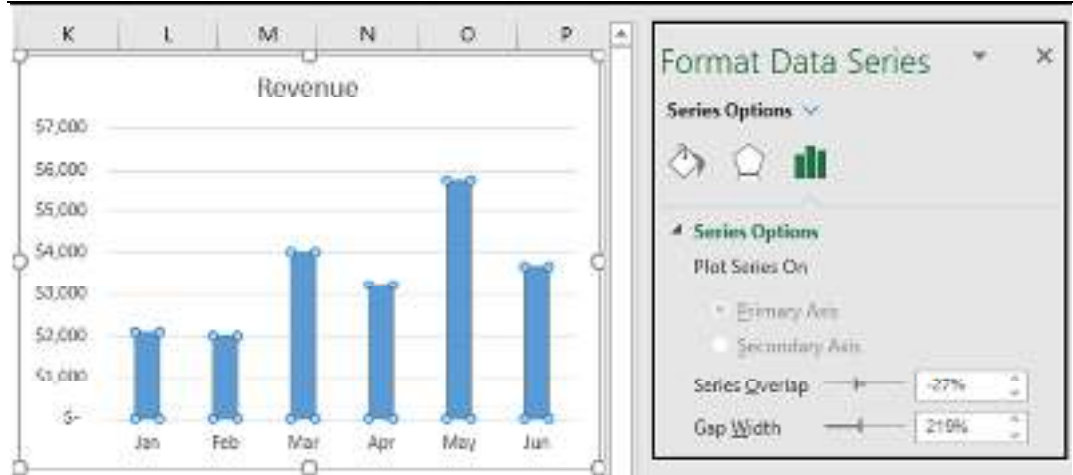 K L M N O P
Revenue
$7,000
$6,000
$5,000
$4,000
$3,000
$2,000
$1,000
$-
Jan Feb Mar Apr May Jun
Format Data Series
Series Options
Series Options
Plot Series On
Primary Axis
Secondary Axis
Series Overlap -27%
Gap Width 219%